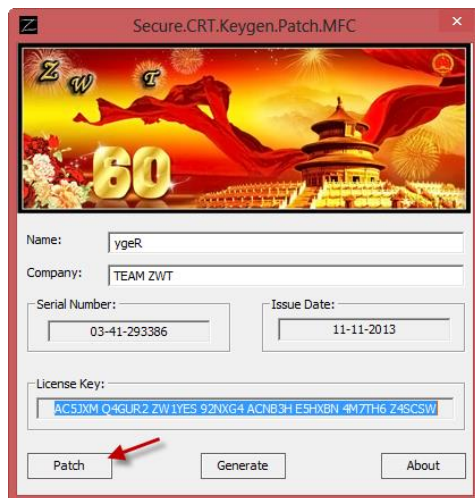 Secure.CRT.Keygen.Patch.MFC
Z W T
60
Name: ygeR
Company: TEAM ZWT
Serial Number: Issue Date:
03-41-293386 11-11-2013
License Key:
AC5JXM Q4GUR2 ZW1YES 92NXG4 ACNB3H E5HXBN 4M7TH6 Z4SCSW
Patch Generate About